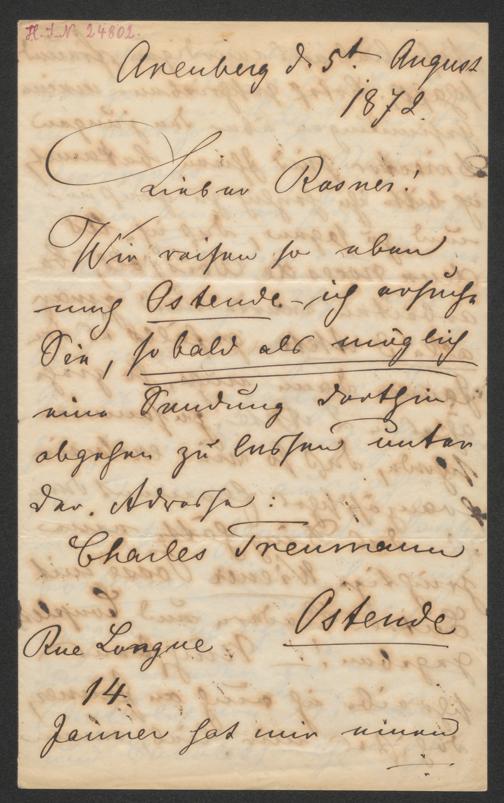 H.I.N. 24802.
Arenberg d. 5t. August
1872.
Lieber Rosner!
Wir reisen so eben
nach Ostende – ich ersuche
Sie, so bald als möglich
eine Sendung dorthin
abgehen zu lassen unter
der. Adresse:
Charles Treumann
Ostende
Rue Longue
14.
Jauner hat mir einen